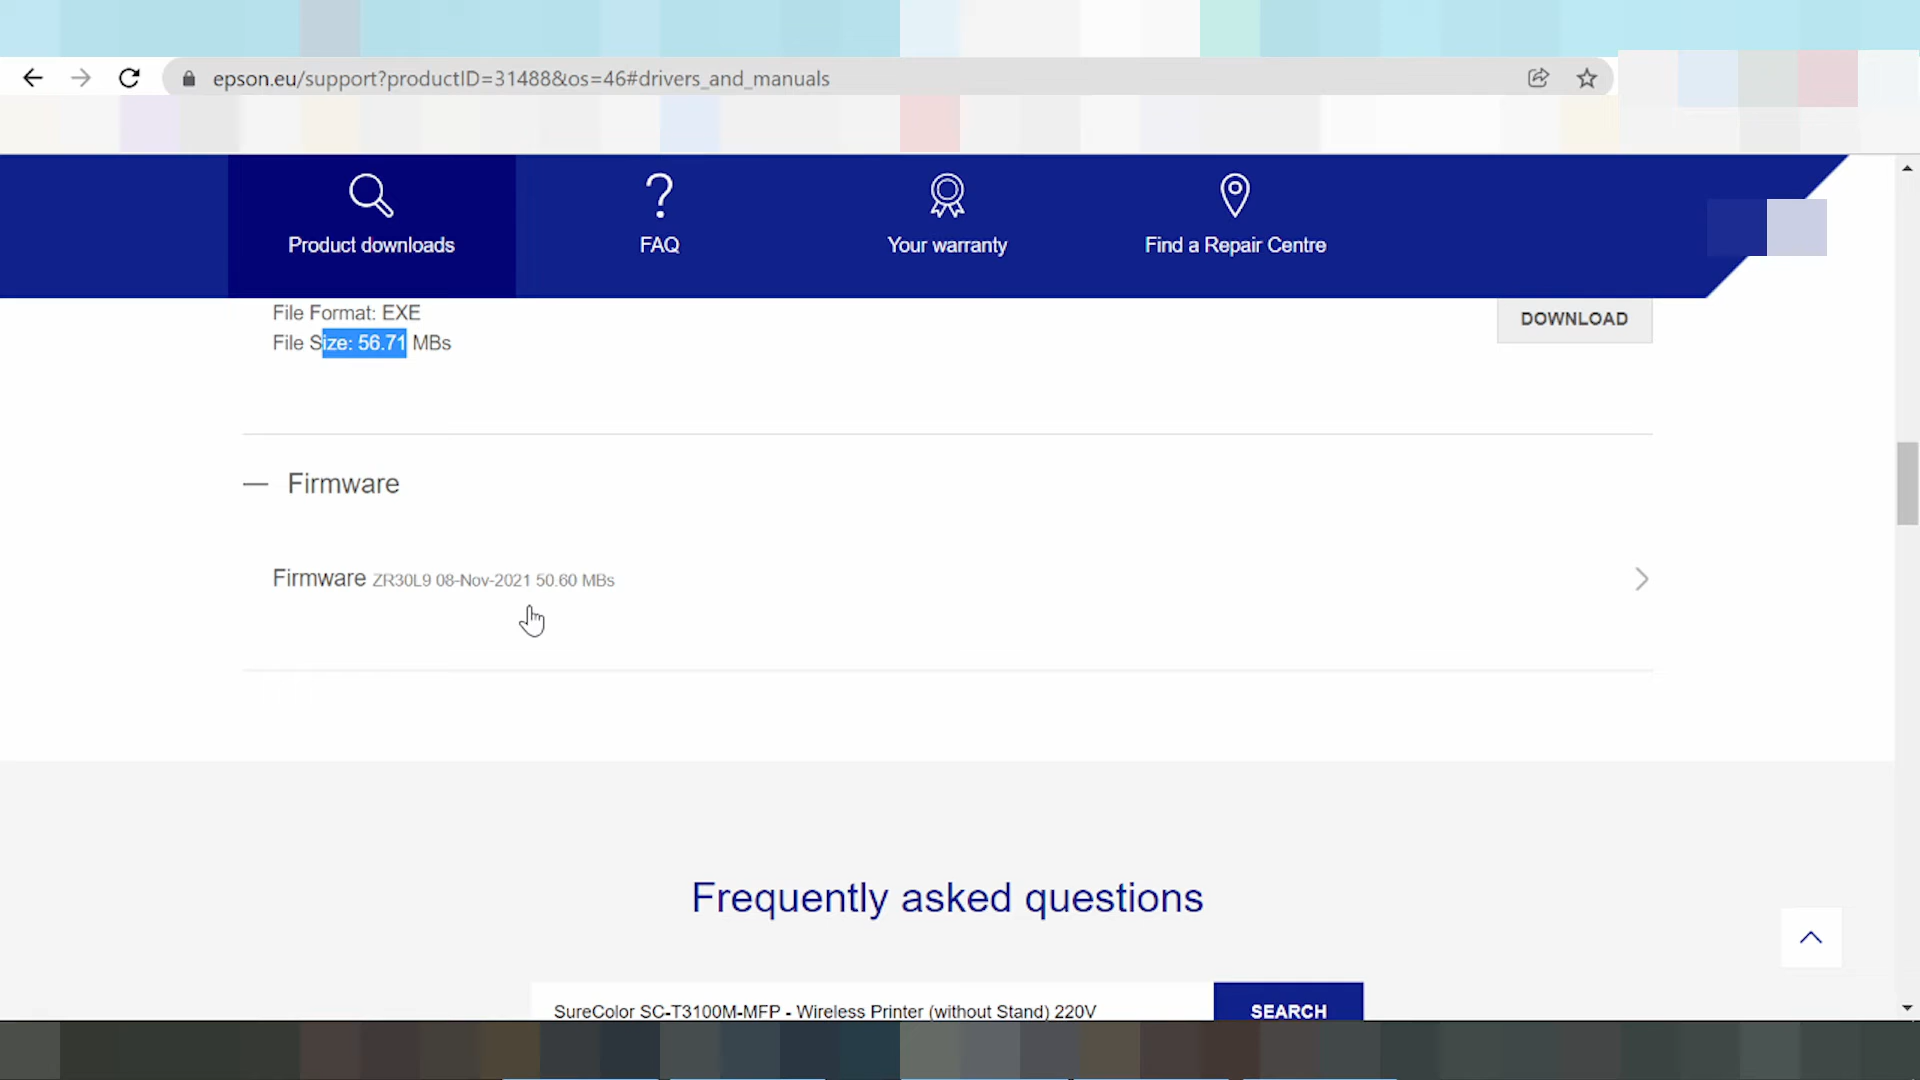 epson.eu/support?productID=31488&os=46#drivers_and_manuals
Product downloads
FAQ
Your warranty
Find a Repair Centre
File Format: EXE
File Size: 56.71 MBs
DOWNLOAD
Firmware
Firmware ZR30L9 08-Nov-2021 50.60 MBs
Frequently asked questions
SureColor SC-T3100M-MFP - Wireless Printer (without Stand) 220V
SEARCH